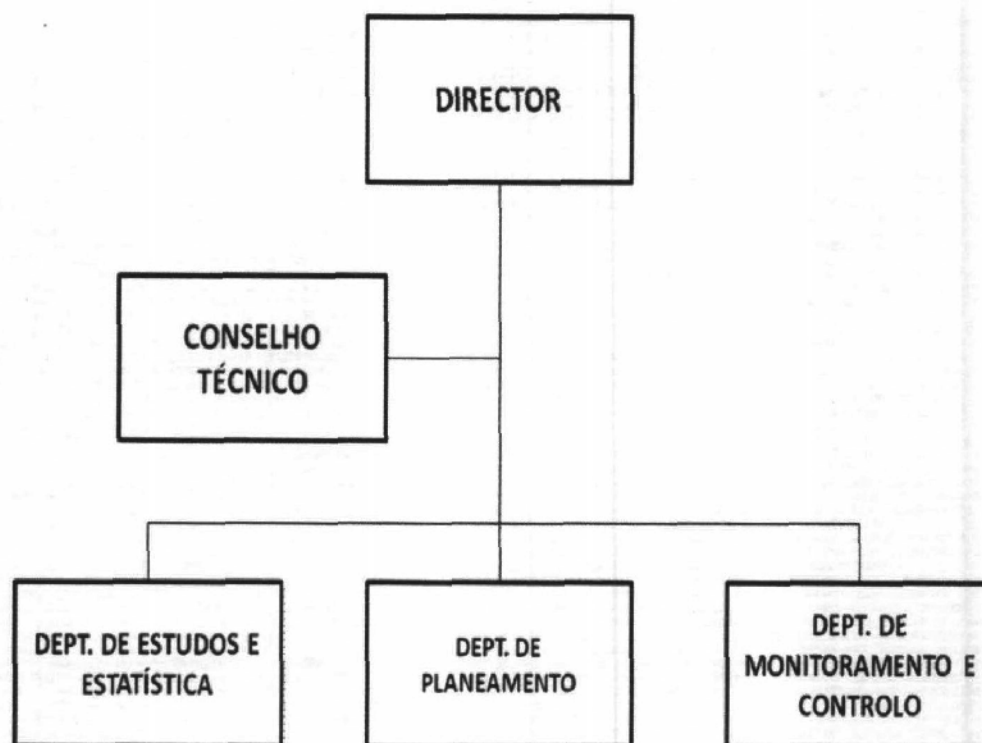 DIRECTOR
CONSELHO
TÉCNICO
DEPT. DE ESTUDOS E
ESTATÍSTICA
DEPT. DE
PLANEAMENTO
DEPT. DE
MONITORAMENTO E
CONTROLO